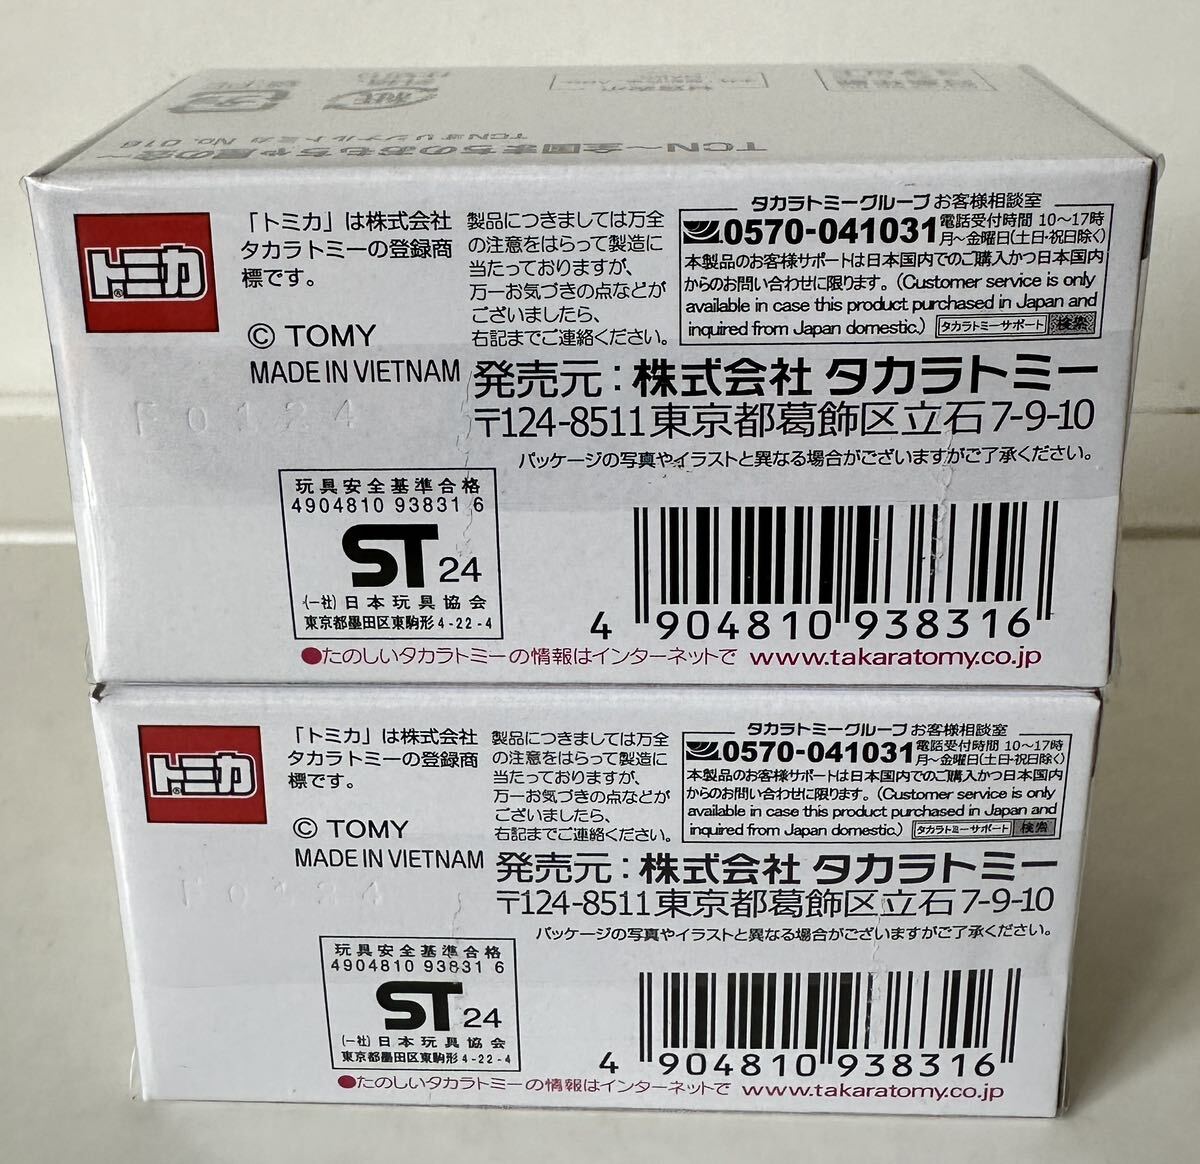 TCN～全国まちのおもちゃ屋の会～
TCNオリジナルトミカ No. 016
紙
トミカ
「トミカ」は株式会社
タカラトミーの登録商
標です。
© TOMY
MADE IN VIETNAM
製品につきましては万全
の注意をはらって製造に
当たっておりますが、
万一お気づきの点などが
ございましたら、
右記までご連絡ください。
タカラトミーグループ お客様相談室
0570-041031 電話受付時間 10～17時
月～金曜日(土日・祝日除く)
本製品のお客様サポートは日本国内でのご購入かつ日本国内
からのお問い合わせに限ります。(Customer service is only
available in case this product purchased in Japan and
inquired from Japan domestic.) タカラトミーサポート 検索
発売元：株式会社 タカラトミー
〒124-8511 東京都葛飾区立石7-9-10
パッケージの写真やイラストと異なる場合がございますがご了承ください。
F0124
玩具安全基準合格
4904810 93831 6
ST 24
(一社)日本玩具協会
東京都墨田区東駒形4-22-4
4 904810 938316
●たのしいタカラトミーの情報はインターネットで www.takaratomy.co.jp
トミカ
「トミカ」は株式会社
タカラトミーの登録商
標です。
© TOMY
MADE IN VIETNAM
製品につきましては万全
の注意をはらって製造に
当たっておりますが、
万一お気づきの点などが
ございましたら、
右記までご連絡ください。
タカラトミーグループ お客様相談室
0570-041031 電話受付時間 10～17時
月～金曜日(土日・祝日除く)
本製品のお客様サポートは日本国内でのご購入かつ日本国内
からのお問い合わせに限ります。(Customer service is only
available in case this product purchased in Japan and
inquired from Japan domestic.) タカラトミーサポート 検索
発売元：株式会社 タカラトミー
〒124-8511 東京都葛飾区立石7-9-10
パッケージの写真やイラストと異なる場合がございますがご了承ください。
F0124
玩具安全基準合格
4904810 93831 6
ST 24
(一社)日本玩具協会
東京都墨田区東駒形4-22-4
4 904810 938316
●たのしいタカラトミーの情報はインターネットで www.takaratomy.co.jp